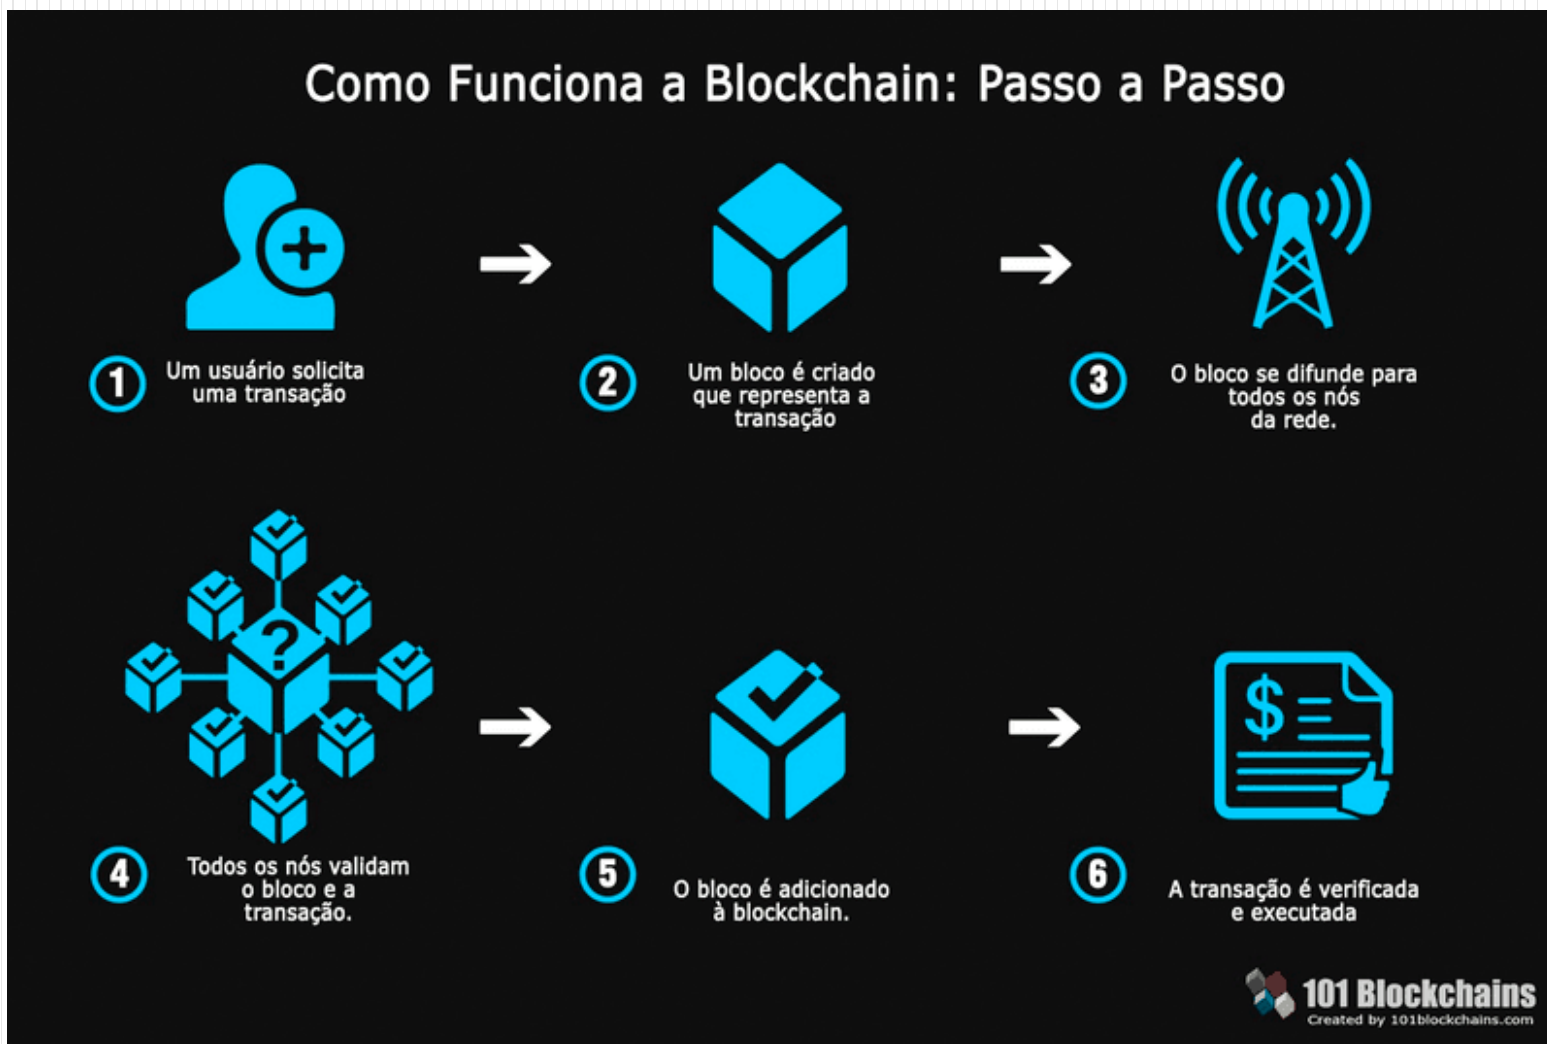 Como Funciona a Blockchain: Passo a Passo
1
Um usuário solicita
uma transação
2
Um bloco é criado
que representa a
transação
3
O bloco se difunde para
todos os nós
da rede.
?
4
Todos os nós validam
o bloco e a
transação.
5
O bloco é adicionado
à blockchain.
$
6
A transação é verificada
e executada
101 Blockchains
Created by 101blockchains.com